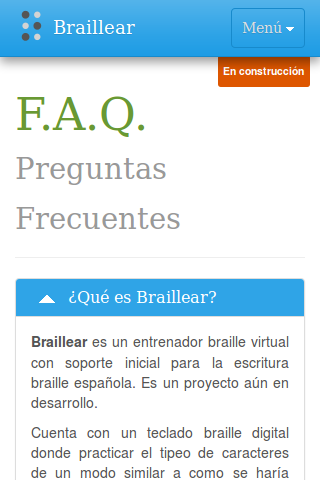 Braillear
Menú
En construcción
F.A.Q.
Preguntas
Frecuentes
¿Qué es Braillear?
Braillear es un entrenador braille virtual
con soporte inicial para la escritura
braille española. Es un proyecto aún en
desarrollo.
Cuenta con un teclado braille digital
donde practicar el tipeo de caracteres
de un modo similar a como se haría